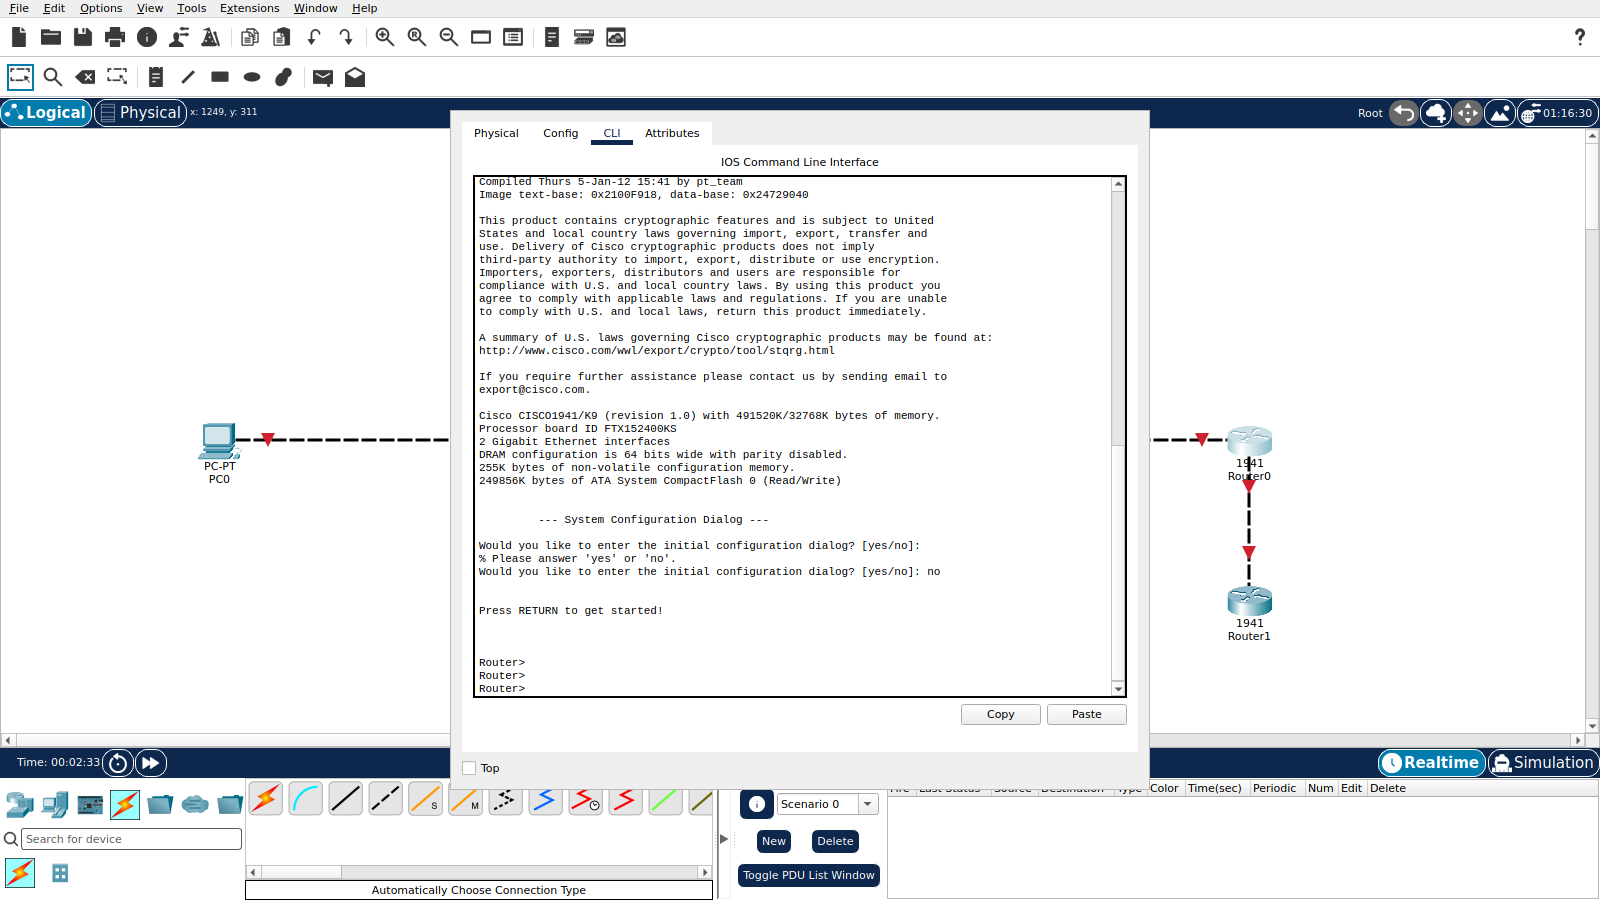 File Edit Options View Tools Extensions Window Help
?
Logical Physical x: 1249, y: 311 Root 01:16:30
Physical Config CLI Attributes
IOS Command Line Interface
Compiled Thurs 5-Jan-12 15:41 by pt_team
Image text-base: 0x2100F918, data-base: 0x24729040
This product contains cryptographic features and is subject to United
States and local country laws governing import, export, transfer and
use. Delivery of Cisco cryptographic products does not imply
third-party authority to import, export, distribute or use encryption.
Importers, exporters, distributors and users are responsible for
compliance with U.S. and local country laws. By using this product you
agree to comply with applicable laws and regulations. If you are unable
to comply with U.S. and local laws, return this product immediately.
A summary of U.S. laws governing Cisco cryptographic products may be found at:
http://www.cisco.com/wwl/export/crypto/tool/stqrg.html
If you require further assistance please contact us by sending email to
export@cisco.com.
Cisco CISCO1941/K9 (revision 1.0) with 491520K/32768K bytes of memory.
Processor board ID FTX152400KS
2 Gigabit Ethernet interfaces
DRAM configuration is 64 bits wide with parity disabled.
255K bytes of non-volatile configuration memory.
249856K bytes of ATA System CompactFlash 0 (Read/Write)
--- System Configuration Dialog ---
Would you like to enter the initial configuration dialog? [yes/no]:
% Please answer 'yes' or 'no'.
Would you like to enter the initial configuration dialog? [yes/no]: no
Press RETURN to get started!
Router>
Router>
Router>
Copy Paste
Top
PC-PT
PC0
1941
Router0
1941
Router1
Time: 00:02:33 Realtime Simulation
S M
Search for device
Automatically Choose Connection Type
Scenario 0
New Delete
Toggle PDU List Window
Fire Last Status Source Destination Type Color Time(sec) Periodic Num Edit Delete